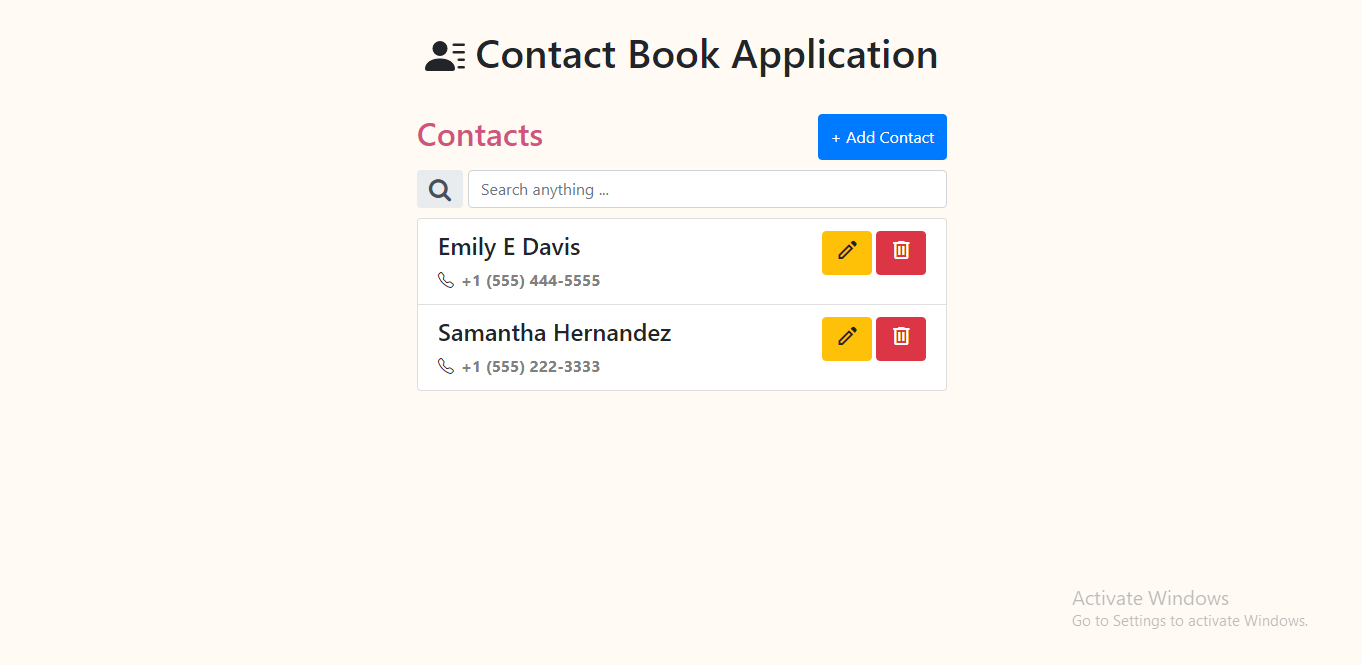 Contact Book Application
Contacts
+ Add Contact
Search anything ...
Emily E Davis
+1 (555) 444-5555
Samantha Hernandez
+1 (555) 222-3333
Activate Windows
Go to Settings to activate Windows.